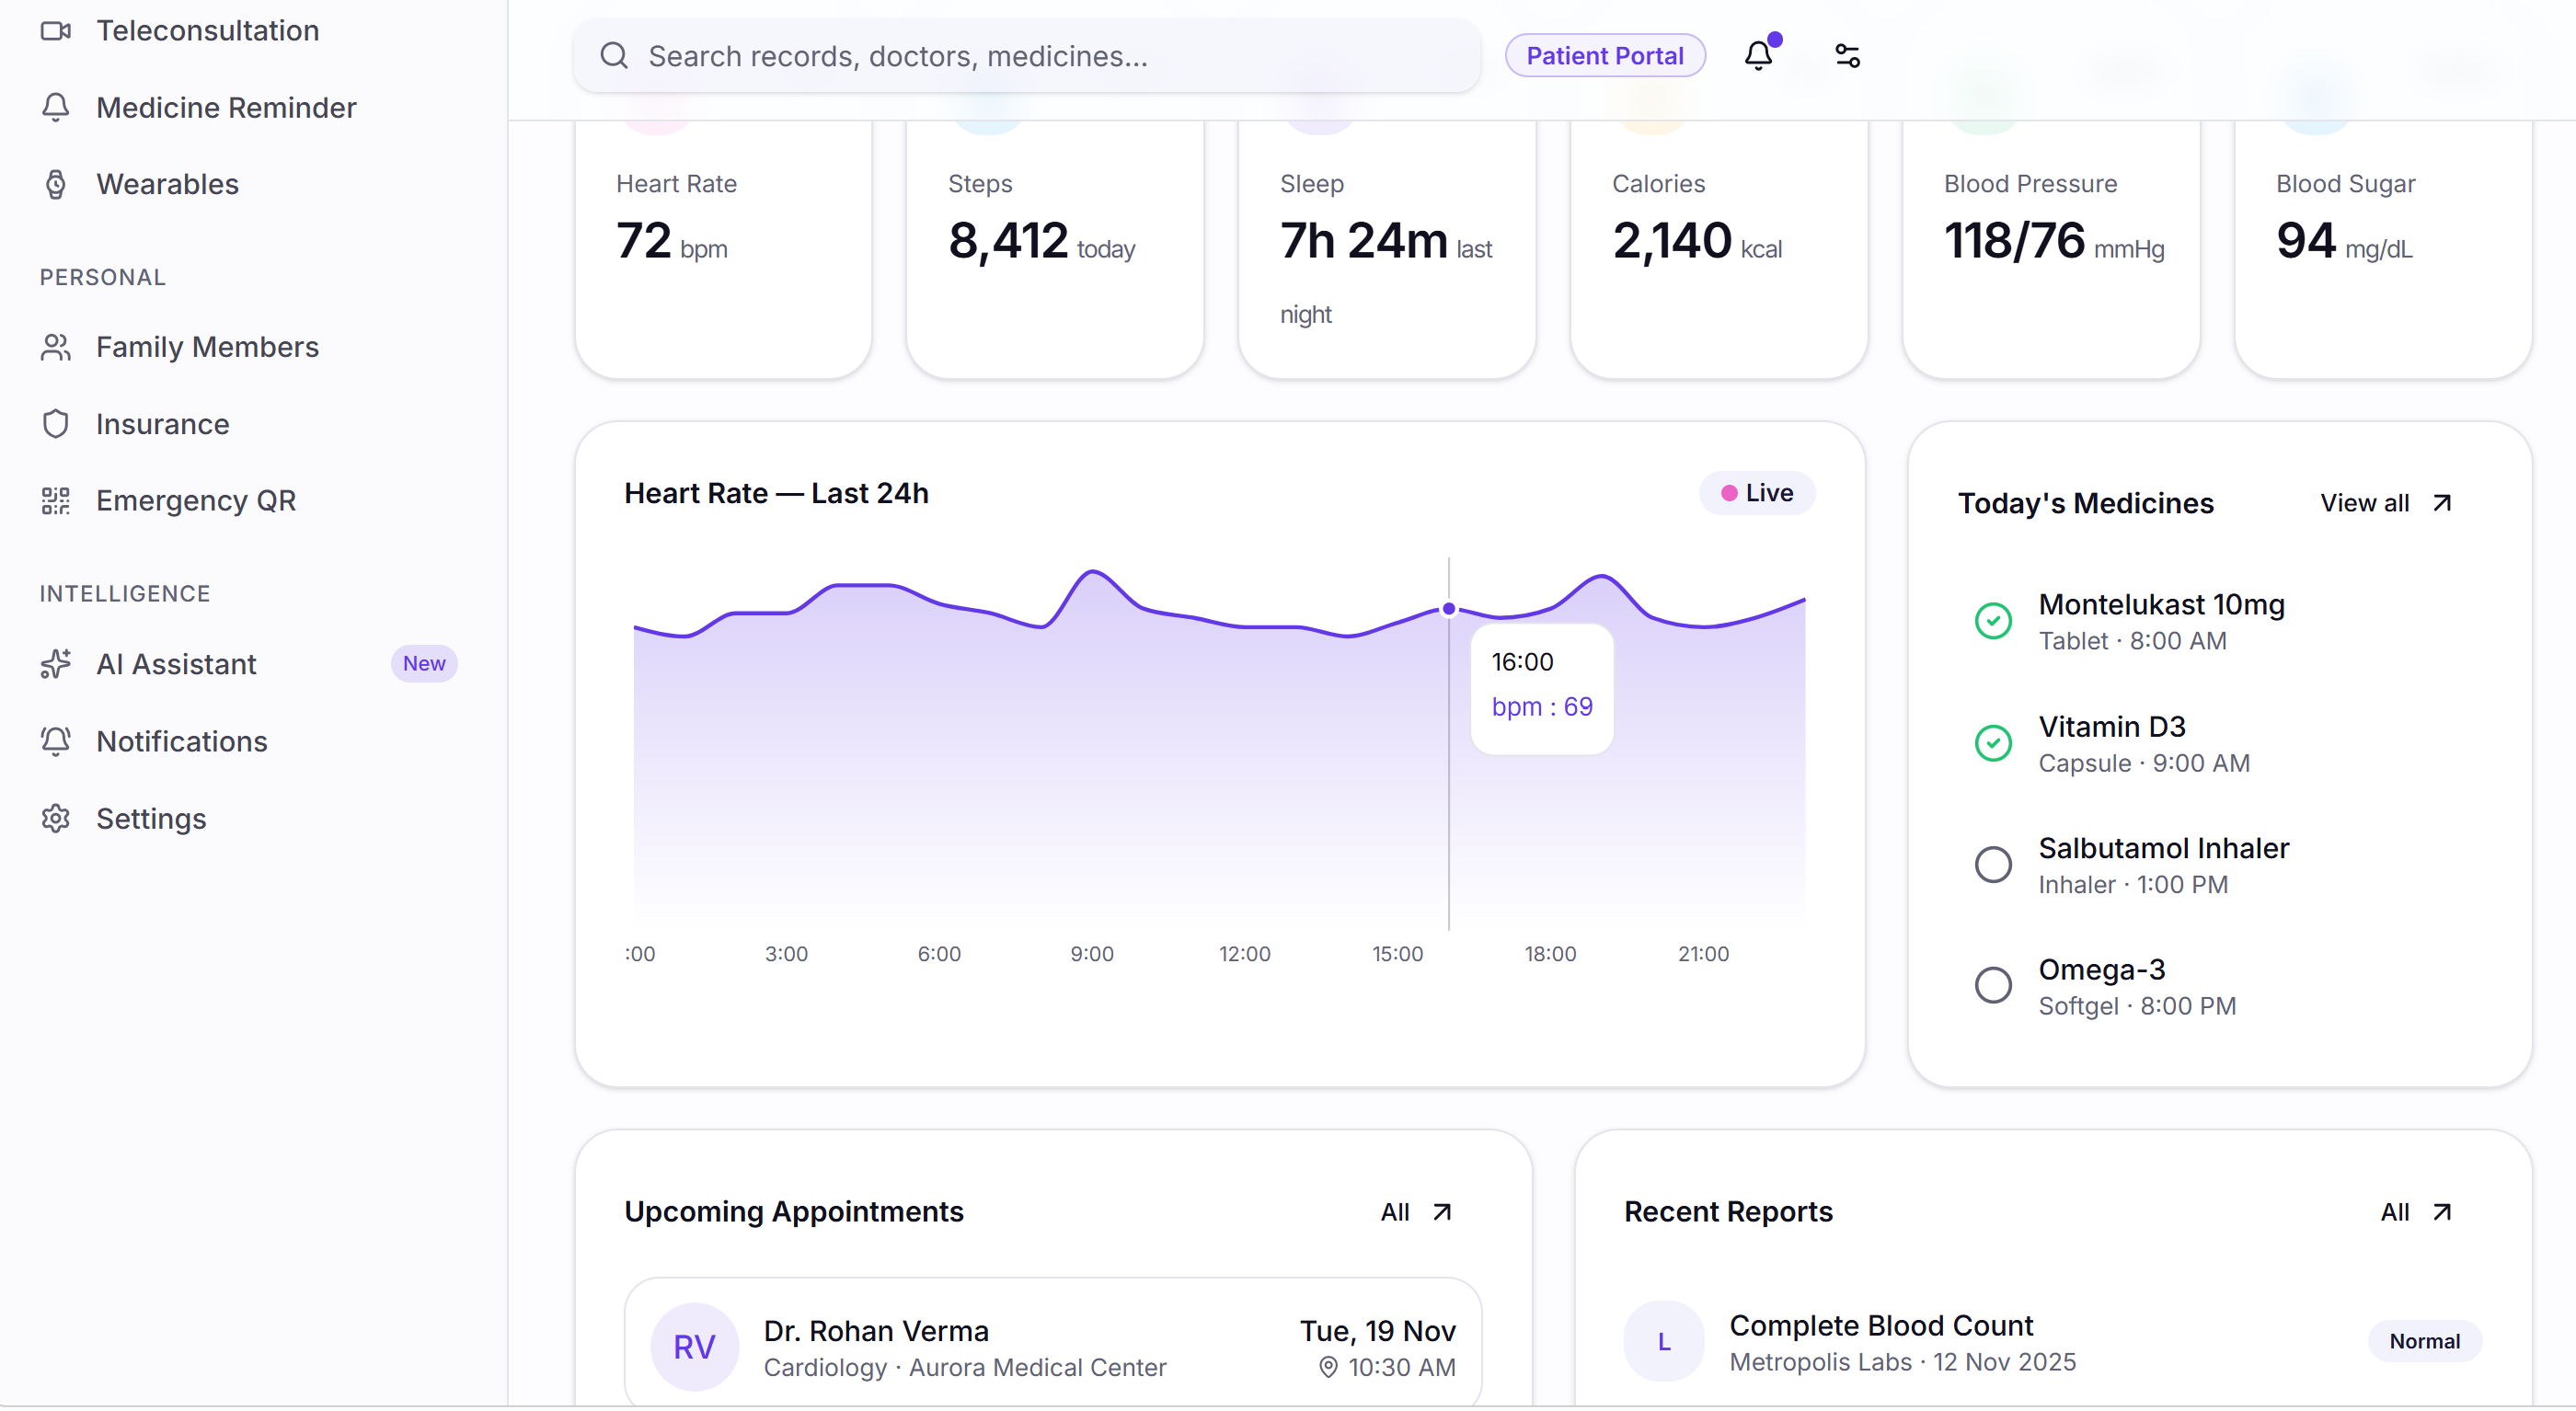 Teleconsultation
Medicine Reminder
Wearables
PERSONAL
Family Members
Insurance
Emergency QR
INTELLIGENCE
AI Assistant
New
Notifications
Settings
Search records, doctors, medicines...
Patient Portal
Heart Rate
72 bpm
Steps
8,412 today
Sleep
7h 24m last
night
Calories
2,140 kcal
Blood Pressure
118/76 mmHg
Blood Sugar
94 mg/dL
Heart Rate — Last 24h
Live
16:00
bpm : 69
:00 3:00 6:00 9:00 12:00 15:00 18:00 21:00
Today's Medicines
View all
Montelukast 10mg
Tablet · 8:00 AM
Vitamin D3
Capsule · 9:00 AM
Salbutamol Inhaler
Inhaler · 1:00 PM
Omega-3
Softgel · 8:00 PM
Upcoming Appointments
All
RV
Dr. Rohan Verma
Cardiology · Aurora Medical Center
Tue, 19 Nov
10:30 AM
Recent Reports
All
L
Complete Blood Count
Metropolis Labs · 12 Nov 2025
Normal